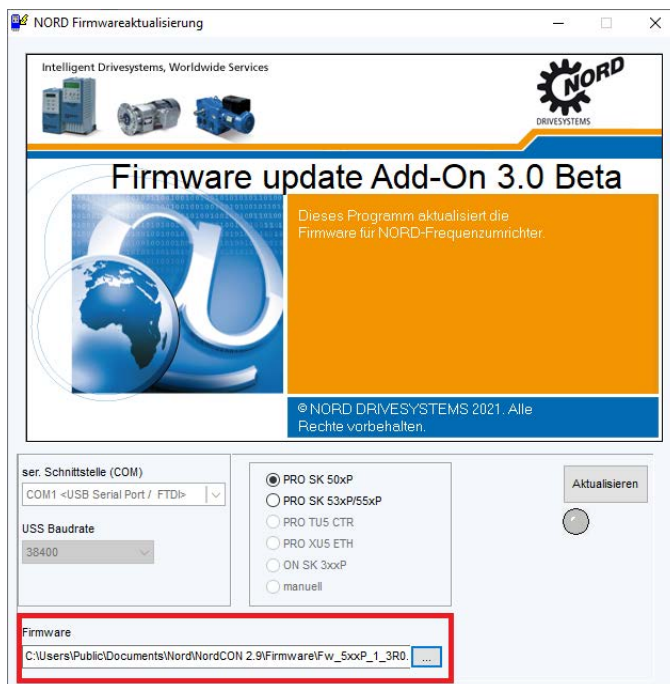 NORD Firmwareaktualisierung
Intelligent Drivesystems, Worldwide Services
NORD
DRIVESYSTEMS
Firmware update Add-On 3.0 Beta
Dieses Programm aktualisiert die
Firmware für NORD-Frequenzumrichter.
©NORD DRIVESYSTEMS 2021. Alle
Rechte vorbehalten.
ser. Schnittstelle (COM)
COM1 <USB Serial Port / FTDI>
USS Baudrate
38400
PRO SK 50xP
PRO SK 53xP/55xP
PRO TU5 CTR
PRO XU5 ETH
ON SK 3xxP
manuell
Aktualisieren
Firmware
C:\Users\Public\Documents\Nord\NordCON 2.9\Firmware\Fw_5xxP_1_3R0.
...